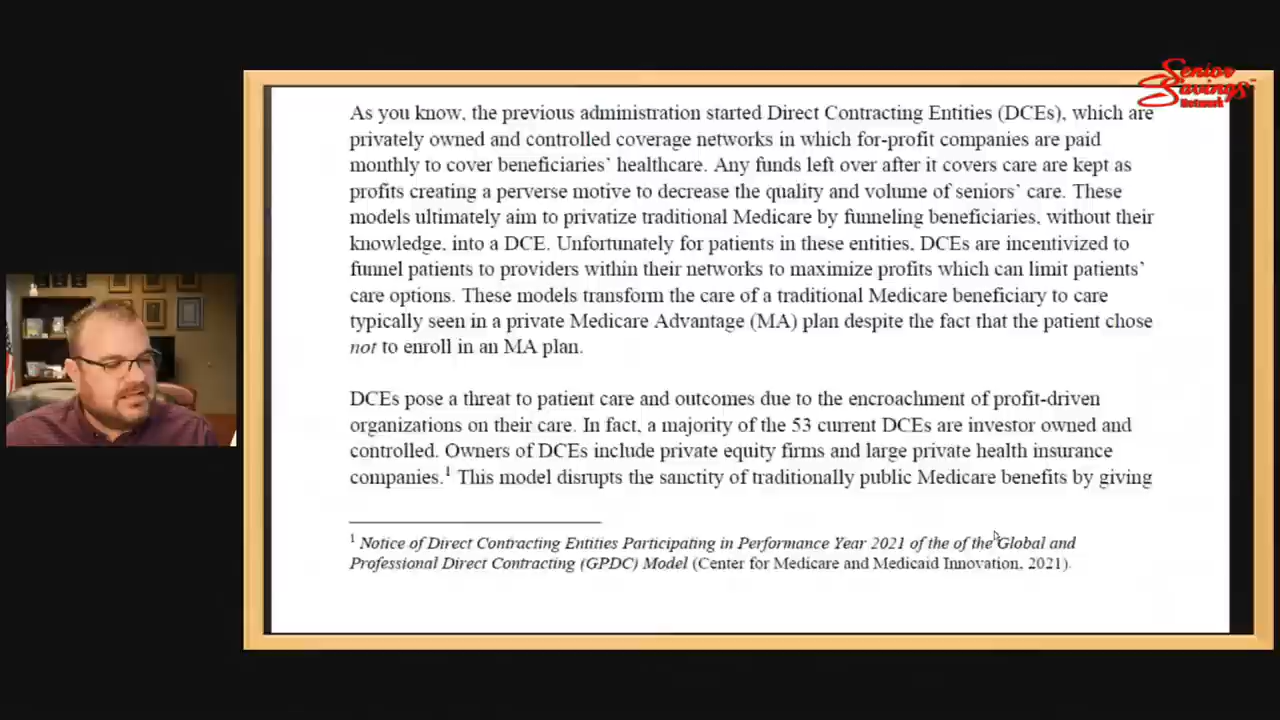 Senior
Savings
Network
As you know, the previous administration started Direct Contracting Entities (DCEs), which are
privately owned and controlled coverage networks in which for-profit companies are paid
monthly to cover beneficiaries' healthcare. Any funds left over after it covers care are kept as
profits creating a perverse motive to decrease the quality and volume of seniors' care. These
models ultimately aim to privatize traditional Medicare by funneling beneficiaries, without their
knowledge, into a DCE. Unfortunately for patients in these entities, DCEs are incentivized to
funnel patients to providers within their networks to maximize profits which can limit patients'
care options. These models transform the care of a traditional Medicare beneficiary to care
typically seen in a private Medicare Advantage (MA) plan despite the fact that the patient chose
not to enroll in an MA plan.
DCEs pose a threat to patient care and outcomes due to the encroachment of profit-driven
organizations on their care. In fact, a majority of the 53 current DCEs are investor owned and
controlled. Owners of DCEs include private equity firms and large private health insurance
companies.¹ This model disrupts the sanctity of traditionally public Medicare benefits by giving
¹ Notice of Direct Contracting Entities Participating in Performance Year 2021 of the of the Global and
Professional Direct Contracting (GPDC) Model (Center for Medicare and Medicaid Innovation, 2021).